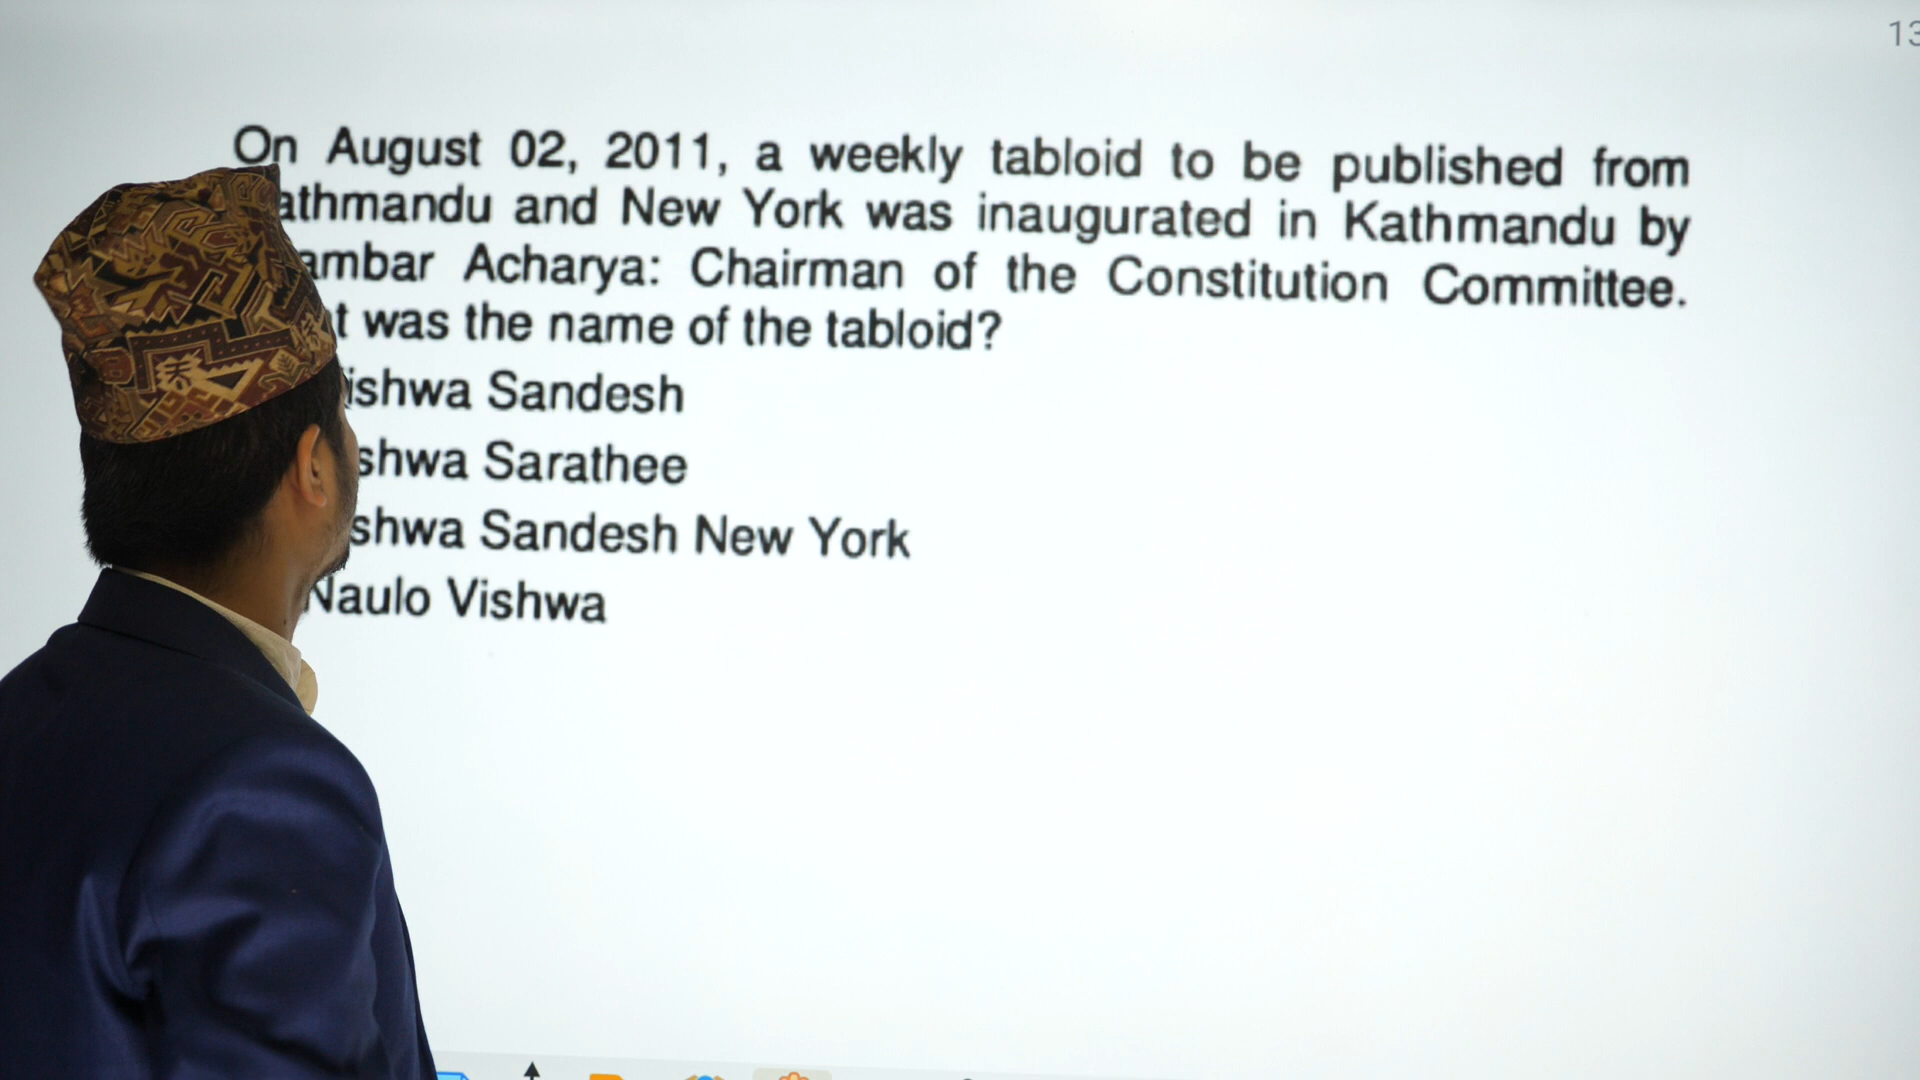 13
On August 02, 2011, a weekly tabloid to be published from
athmandu and New York was inaugurated in Kathmandu by
ambar Acharya: Chairman of the Constitution Committee.
t was the name of the tabloid?
ishwa Sandesh
shwa Sarathee
shwa Sandesh New York
Naulo Vishwa